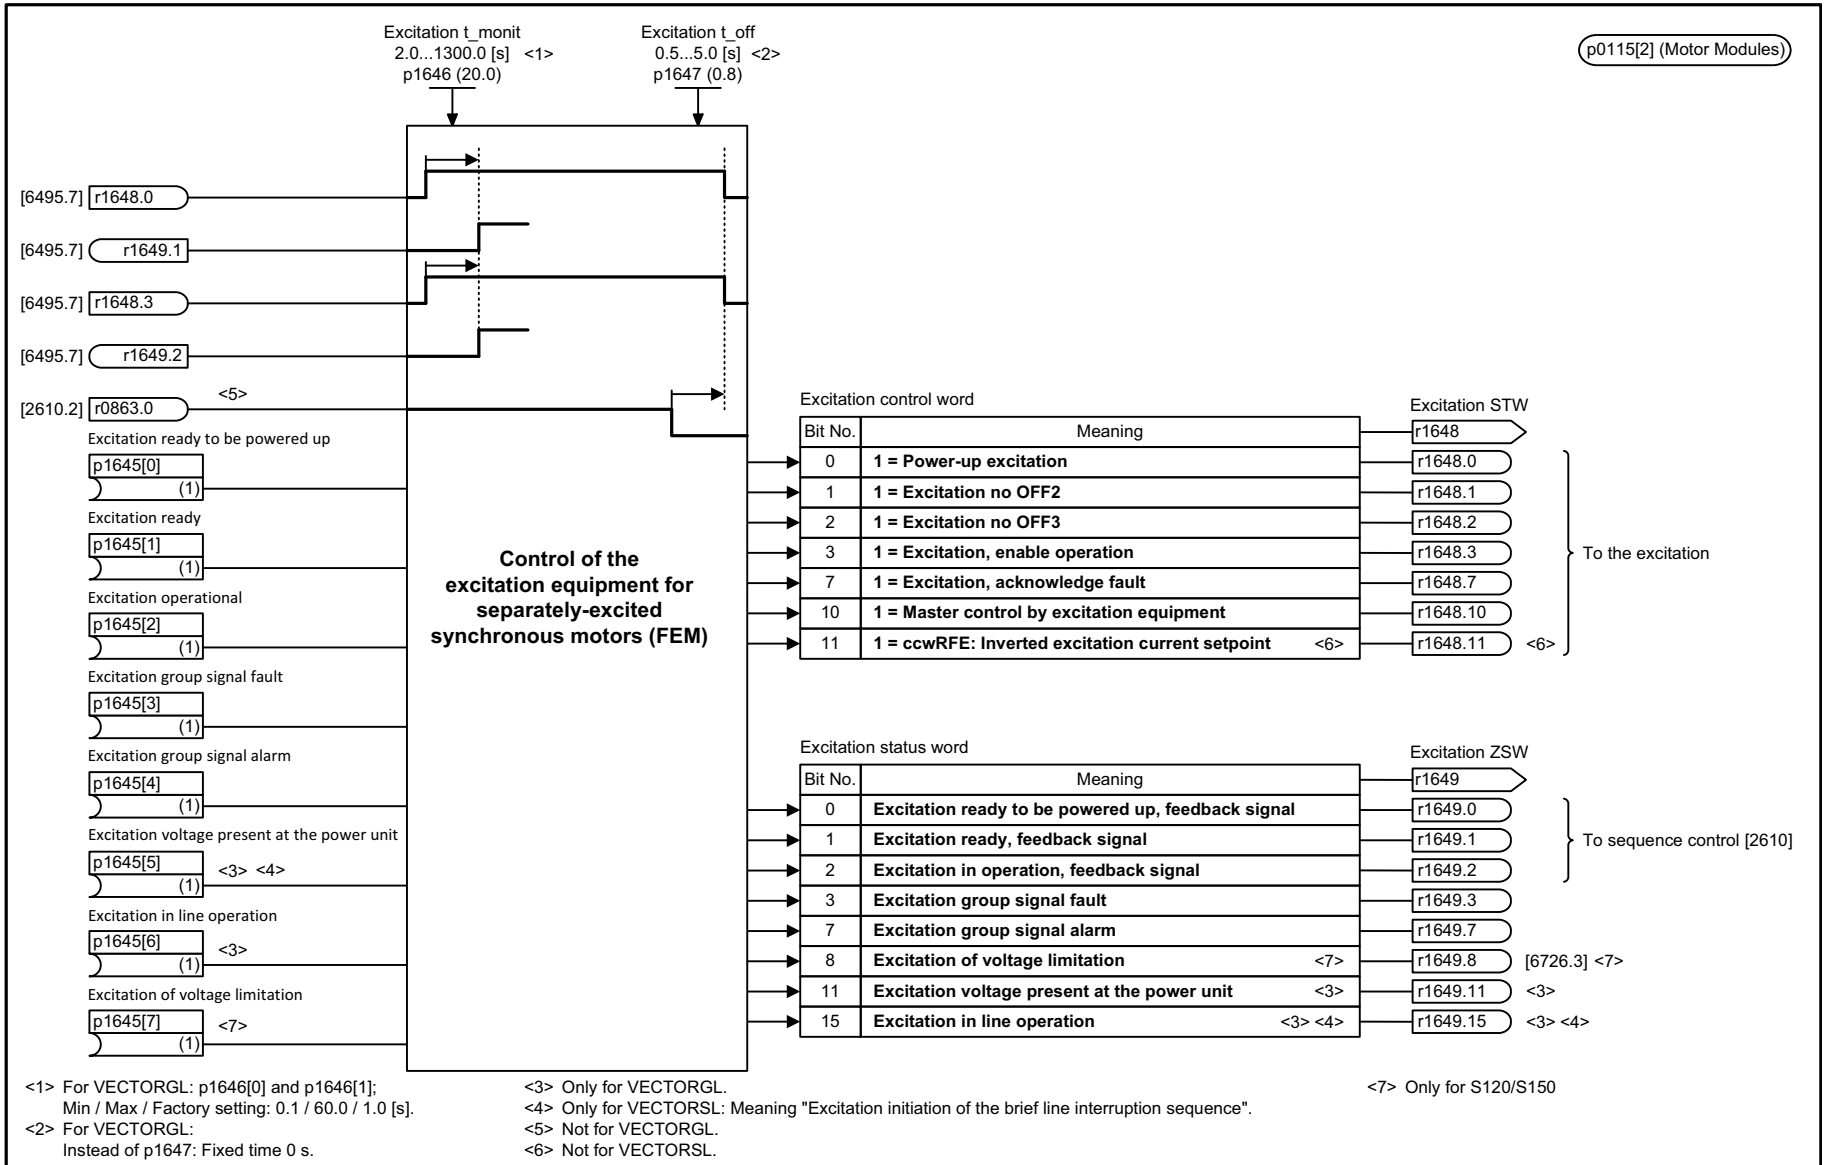 Excitation t_monit
2.0...1300.0 [s] <1>
p1646 (20.0)
Excitation t_off
0.5...5.0 [s] <2>
p1647 (0.8)
p0115[2] (Motor Modules)
[6495.7] r1648.0
[6495.7] r1649.1
[6495.7] r1648.3
[6495.7] r1649.2
[2610.2] r0863.0 <5>
Excitation ready to be powered up
p1645[0]
(1)
Excitation ready
p1645[1]
(1)
Excitation operational
p1645[2]
(1)
Excitation group signal fault
p1645[3]
(1)
Excitation group signal alarm
p1645[4]
(1)
Excitation voltage present at the power unit
p1645[5] <3> <4>
(1)
Excitation in line operation
p1645[6] <3>
(1)
Excitation of voltage limitation
p1645[7] <7>
(1)
Control of the
excitation equipment for
separately-excited
synchronous motors (FEM)
Excitation control word
Excitation STW
Bit No. Meaning r1648
0 1 = Power-up excitation r1648.0
1 1 = Excitation no OFF2 r1648.1
2 1 = Excitation no OFF3 r1648.2
3 1 = Excitation, enable operation r1648.3
7 1 = Excitation, acknowledge fault r1648.7
10 1 = Master control by excitation equipment r1648.10
11 1 = ccwRFE: Inverted excitation current setpoint <6> r1648.11 <6>
To the excitation
Excitation status word
Excitation ZSW
Bit No. Meaning r1649
0 Excitation ready to be powered up, feedback signal r1649.0
1 Excitation ready, feedback signal r1649.1
2 Excitation in operation, feedback signal r1649.2
3 Excitation group signal fault r1649.3
7 Excitation group signal alarm r1649.7
8 Excitation of voltage limitation <7> r1649.8 [6726.3] <7>
11 Excitation voltage present at the power unit <3> r1649.11 <3>
15 Excitation in line operation <3> <4> r1649.15 <3> <4>
To sequence control [2610]
<1> For VECTORGL: p1646[0] and p1646[1];
Min / Max / Factory setting: 0.1 / 60.0 / 1.0 [s].
<2> For VECTORGL:
Instead of p1647: Fixed time 0 s.
<3> Only for VECTORGL.
<4> Only for VECTORSL: Meaning "Excitation initiation of the brief line interruption sequence".
<5> Not for VECTORGL.
<6> Not for VECTORSL.
<7> Only for S120/S150